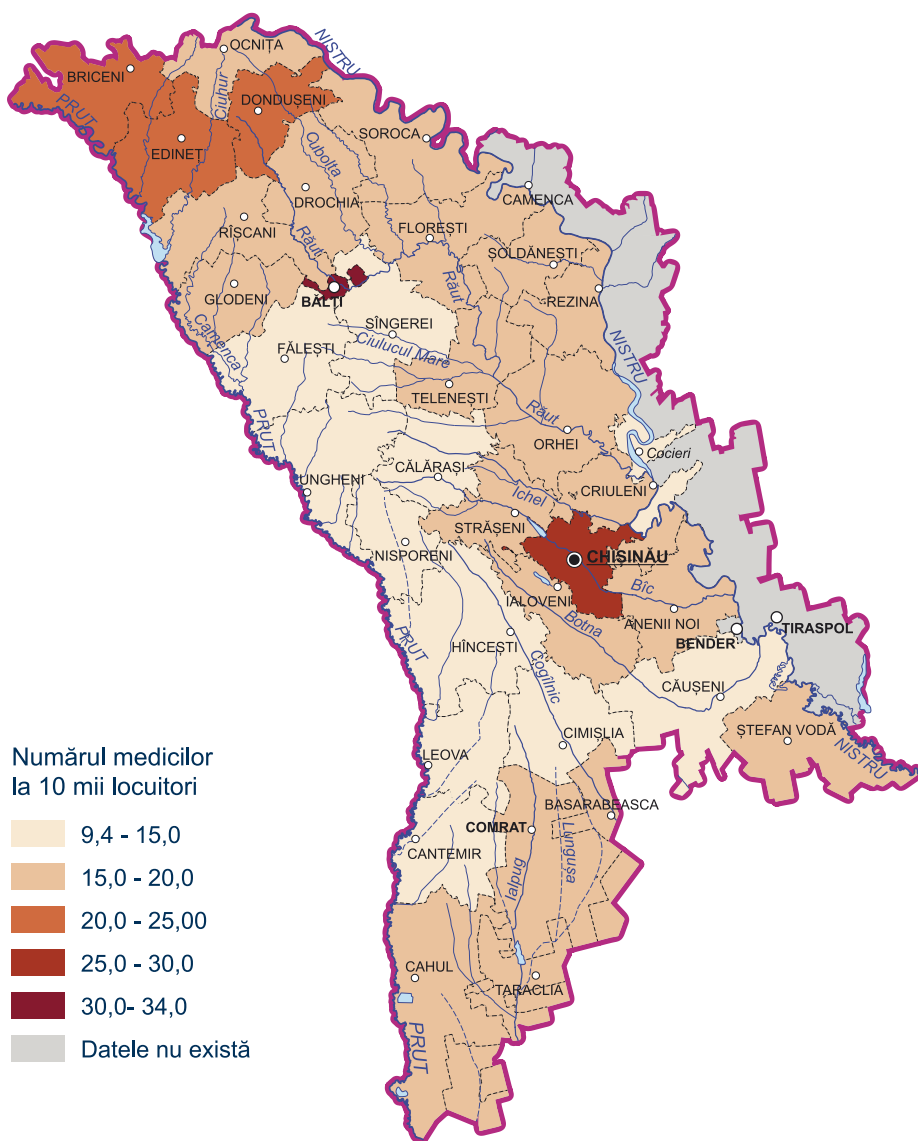 OCNIȚA
BRICENI
NISTRU
Ciuhur
DONDUȘENI
PRUT
SOROCA
EDINEȚ
Cubolta
CAMENCA
DROCHIA
RÎȘCANI
FLOREȘTI
ȘOLDĂNEȘTI
Răut
Răut
GLODENI
REZINA
BĂLȚI
SÎNGEREI
Camenca
Ciulucul Mare
FĂLEȘTI
NISTRU
TELENEȘTI
PRUT
Răut
ORHEI
Cocieri
CĂLĂRAȘI
UNGHENI
CRIULENI
Ichel
STRĂȘENI
NISPORENI
CHIȘINĂU
Bîc
IALOVENI
ANENII NOI
TIRASPOL
Botna
BENDER
PRUT
HÎNCEȘTI
Cogîlnic
CĂUȘENI
CIMIȘLIA
ȘTEFAN VODĂ
NISTRU
LEOVA
BASARABEASCA
COMRAT
CANTEMIR
Ialpug
Lungușa
CAHUL
TARACLIA
PRUT
Numărul medicilor
la 10 mii locuitori
9,4 - 15,0
15,0 - 20,0
20,0 - 25,00
25,0 - 30,0
30,0- 34,0
Datele nu există